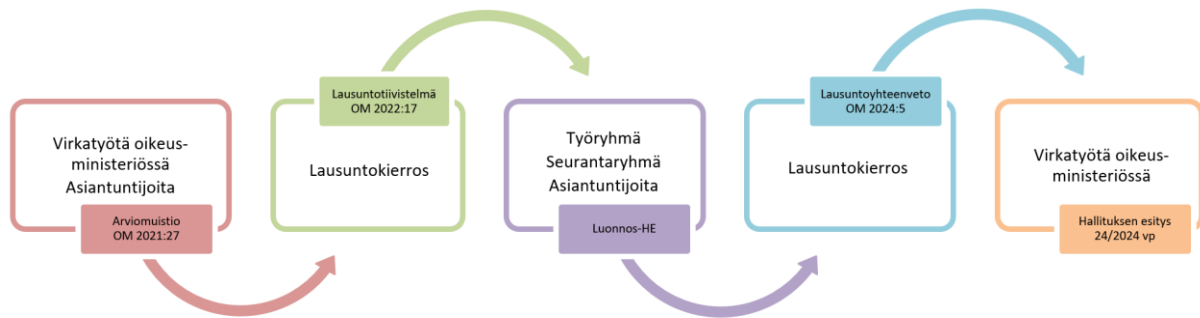 Virkatyötä oikeus-
ministeriössä
Asiantuntijoita
Arviomuistio
OM 2021:27
Lausuntotiivistelmä
OM 2022:17
Lausuntokierros
Työryhmä
Seurantaryhmä
Asiantuntijoita
Luonnos-HE
Lausuntoyhteenveto
OM 2024:5
Lausuntokierros
Virkatyötä oikeus-
ministeriössä
Hallituksen esitys
24/2024 vp